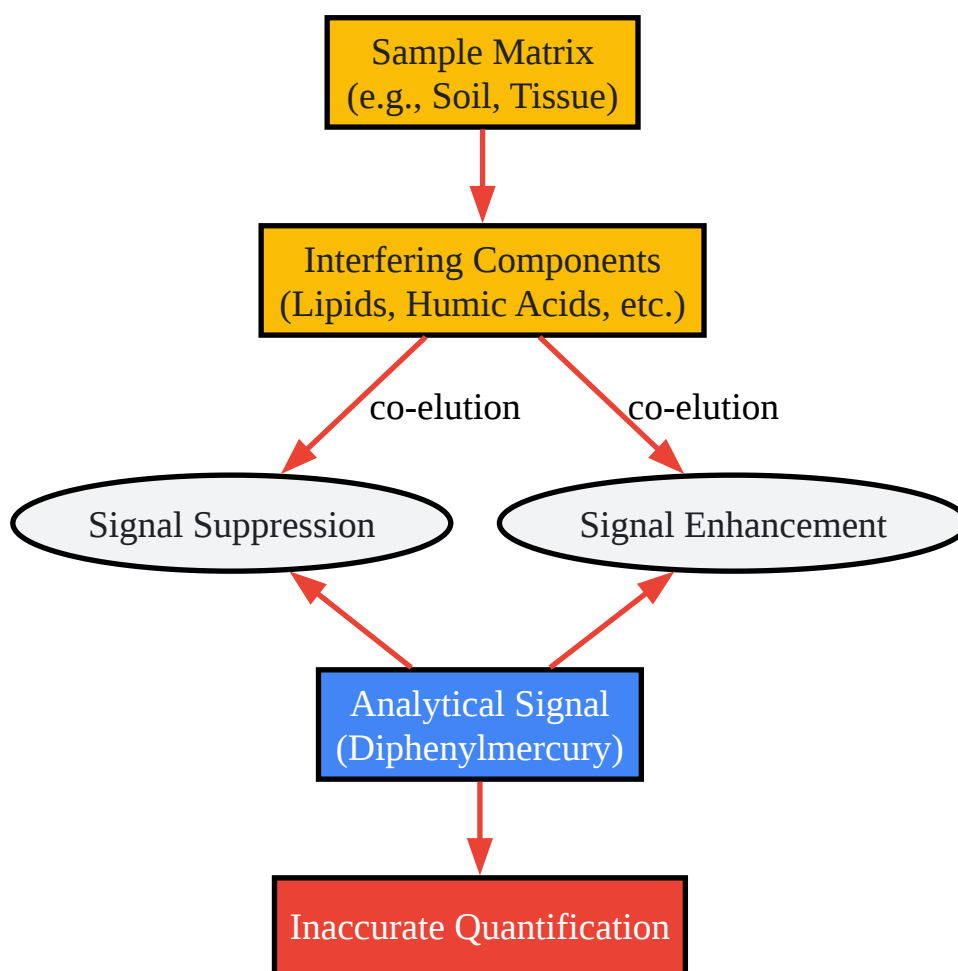 Sample Matrix
(e.g., Soil, Tissue)
Interfering Components
(Lipids, Humic Acids, etc.)
co-elution
co-elution
Signal Suppression
Signal Enhancement
Analytical Signal
(Diphenylmercury)
Inaccurate Quantification